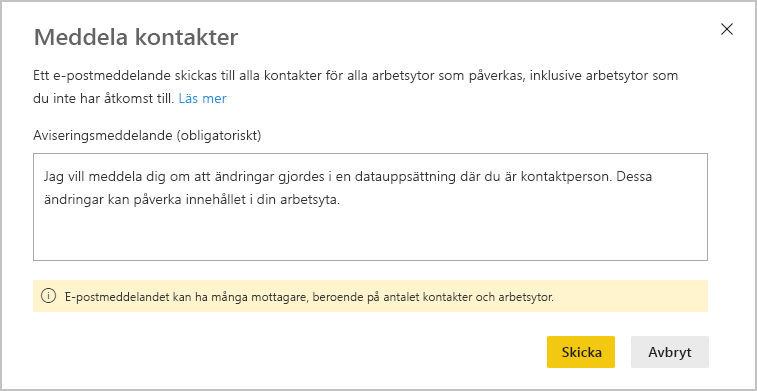 Meddela kontakter
Ett e-postmeddelande skickas till alla kontakter för alla arbetsytor som påverkas, inklusive arbetsytor som
du inte har åtkomst till. Läs mer
Aviseringsmeddelande (obligatoriskt)
Jag vill meddela dig om att ändringar gjordes i en datauppsättning där du är kontaktperson. Dessa
ändringar kan påverka innehållet i din arbetsyta.
E-postmeddelandet kan ha många mottagare, beroende på antalet kontakter och arbetsytor.
Skicka
Avbryt